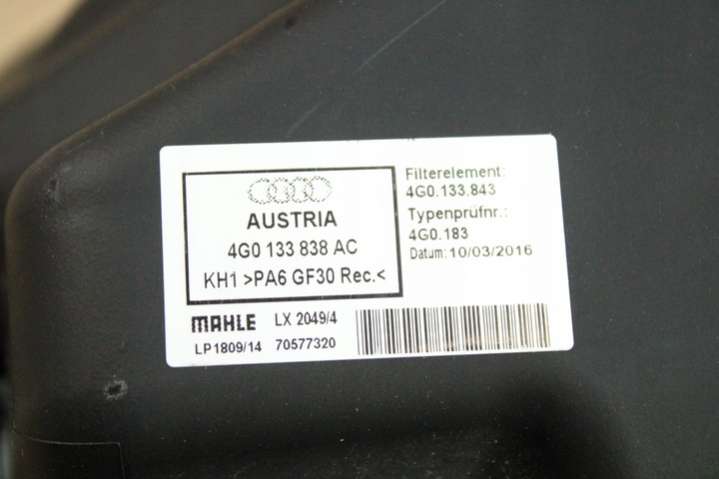 AUSTRIA
4G0 133 838 AC
KH1 >PA6 GF30 Rec.<
Filterelement:
4G0.133.843
Typenprüfnr.:
4G0.183
Datum: 10/03/2016
MAHLE LX 2049/4
LP1809/14 70577320